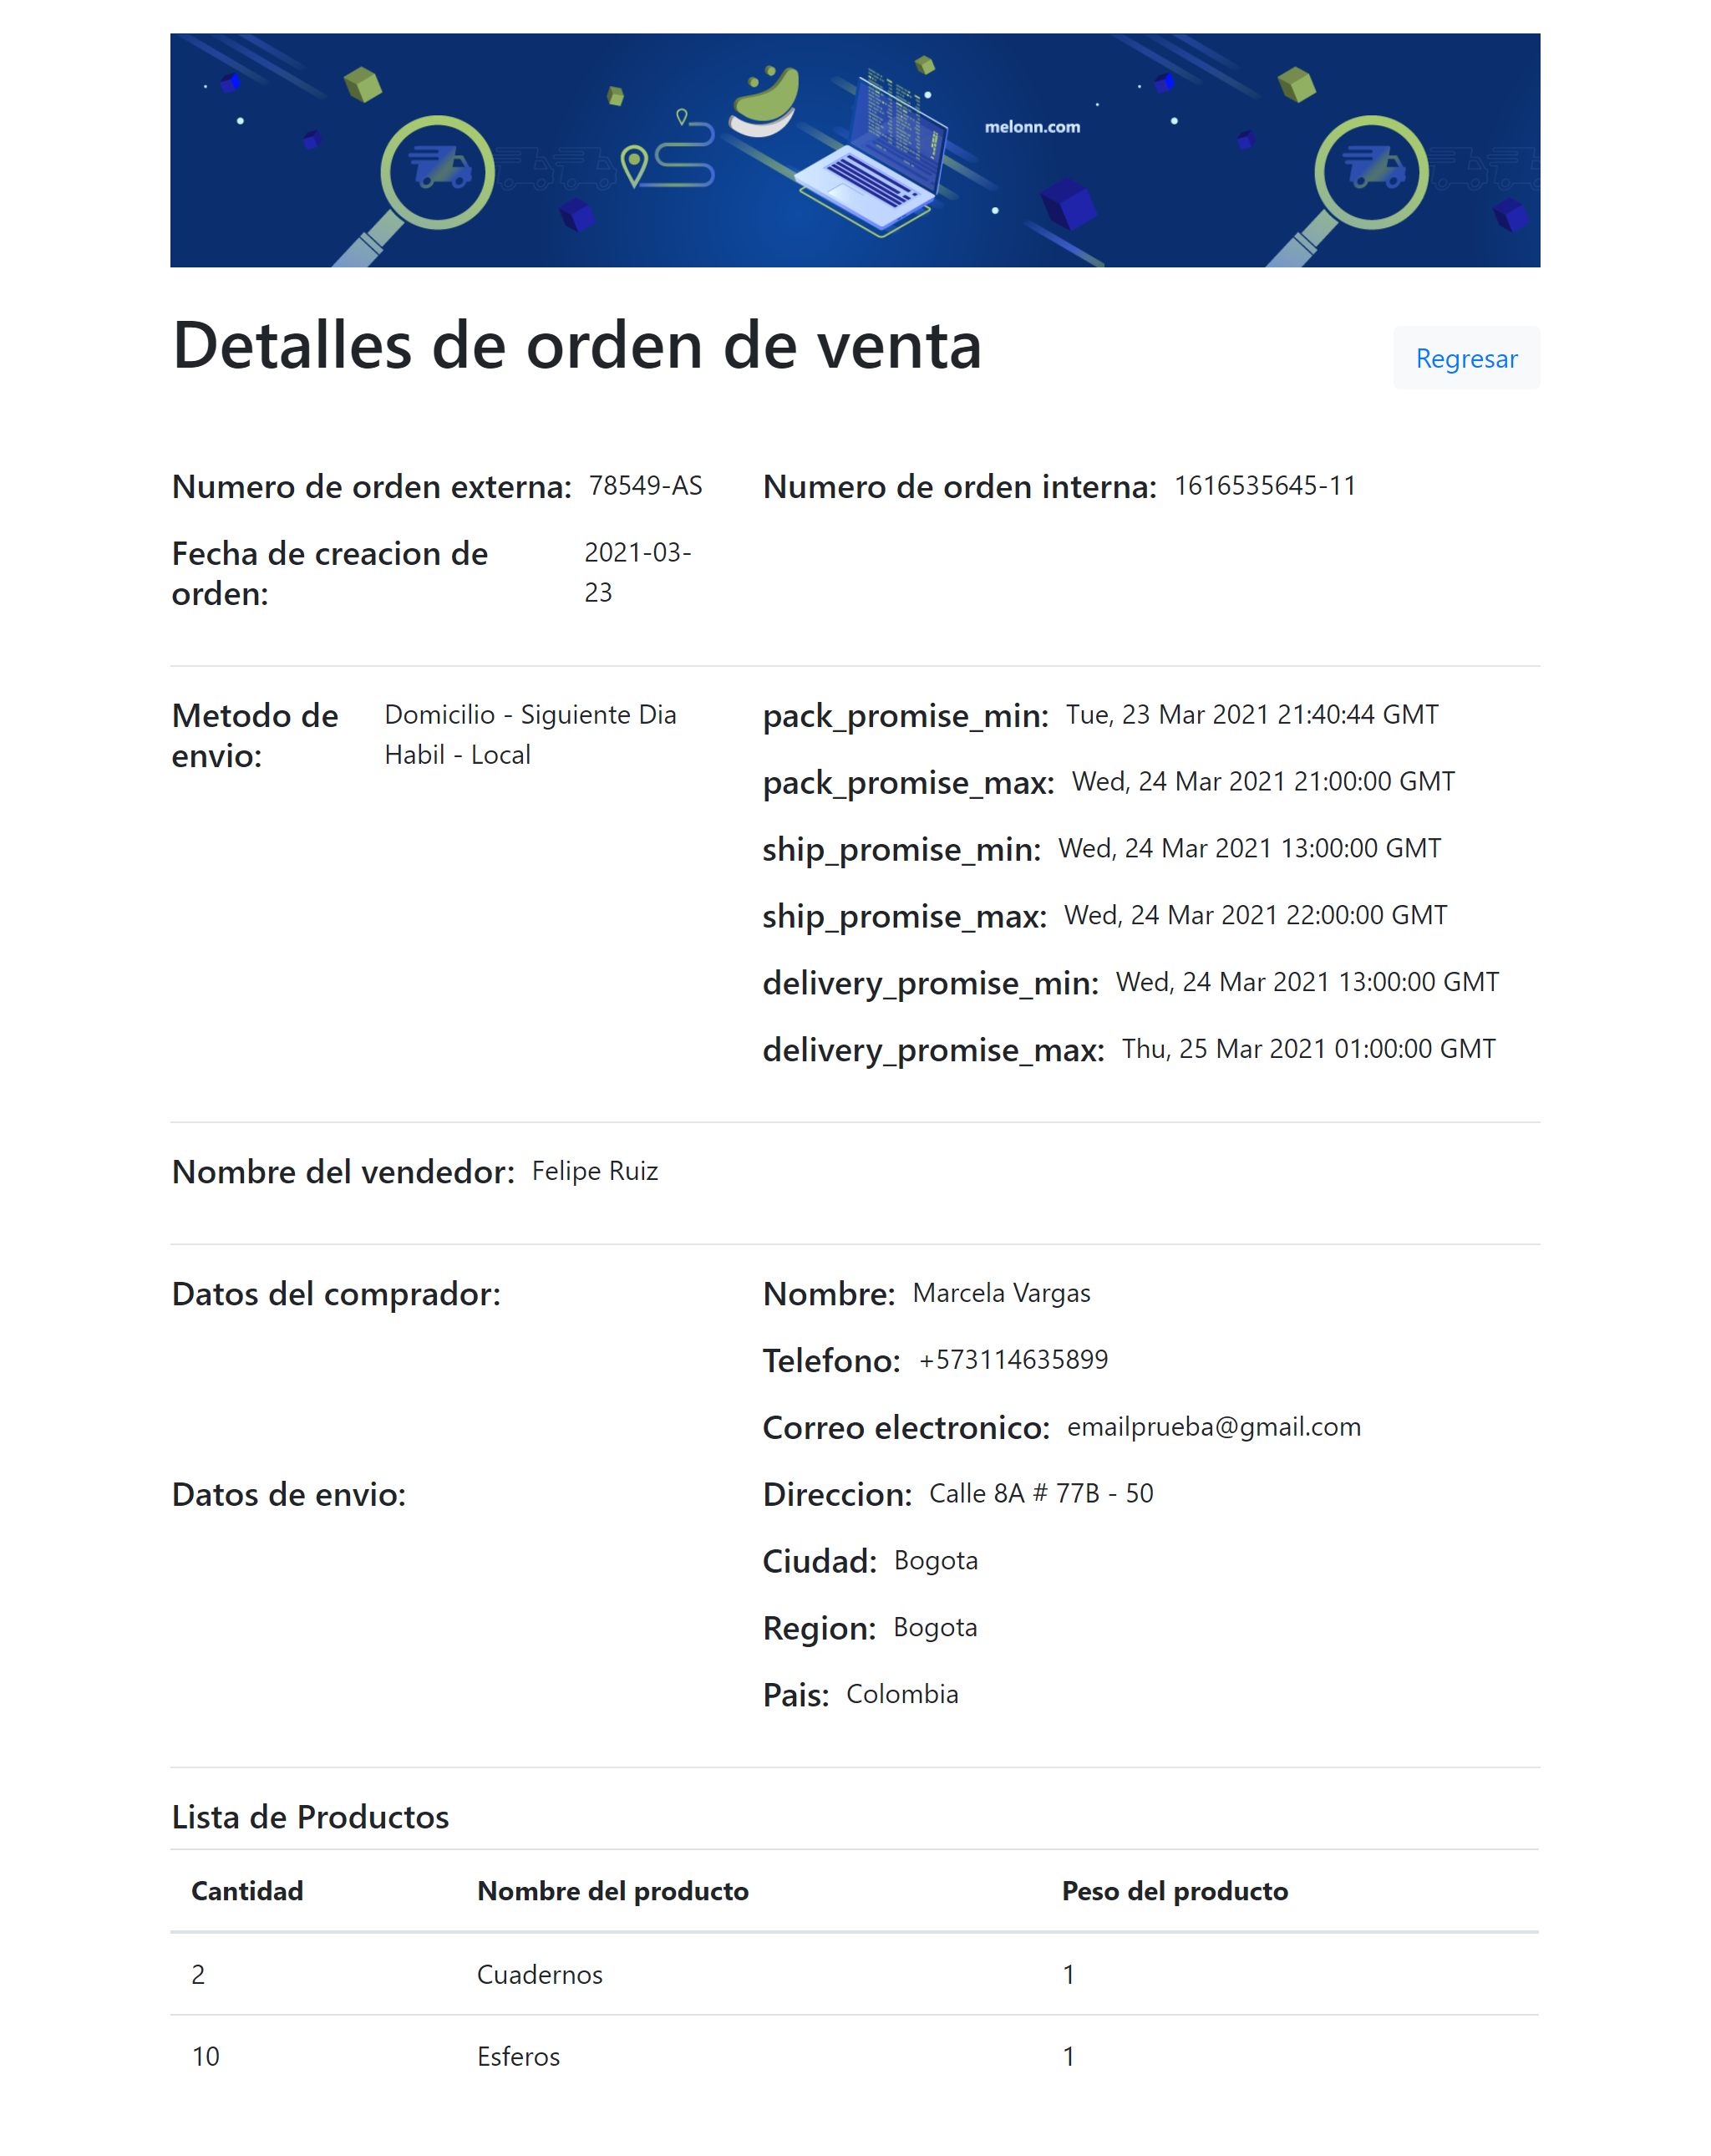 melonn.com
Detalles de orden de venta
Regresar
Numero de orden externa: 78549-AS
Numero de orden interna: 1616535645-11
Fecha de creacion de
orden:
2021-03-
23
Metodo de
envio:
Domicilio - Siguiente Dia
Habil - Local
pack_promise_min: Tue, 23 Mar 2021 21:40:44 GMT
pack_promise_max: Wed, 24 Mar 2021 21:00:00 GMT
ship_promise_min: Wed, 24 Mar 2021 13:00:00 GMT
ship_promise_max: Wed, 24 Mar 2021 22:00:00 GMT
delivery_promise_min: Wed, 24 Mar 2021 13:00:00 GMT
delivery_promise_max: Thu, 25 Mar 2021 01:00:00 GMT
Nombre del vendedor: Felipe Ruiz
Datos del comprador:
Nombre: Marcela Vargas
Telefono: +573114635899
Correo electronico: emailprueba@gmail.com
Datos de envio:
Direccion: Calle 8A # 77B - 50
Ciudad: Bogota
Region: Bogota
Pais: Colombia
Lista de Productos
Cantidad Nombre del producto Peso del producto
2 Cuadernos 1
10 Esferos 1